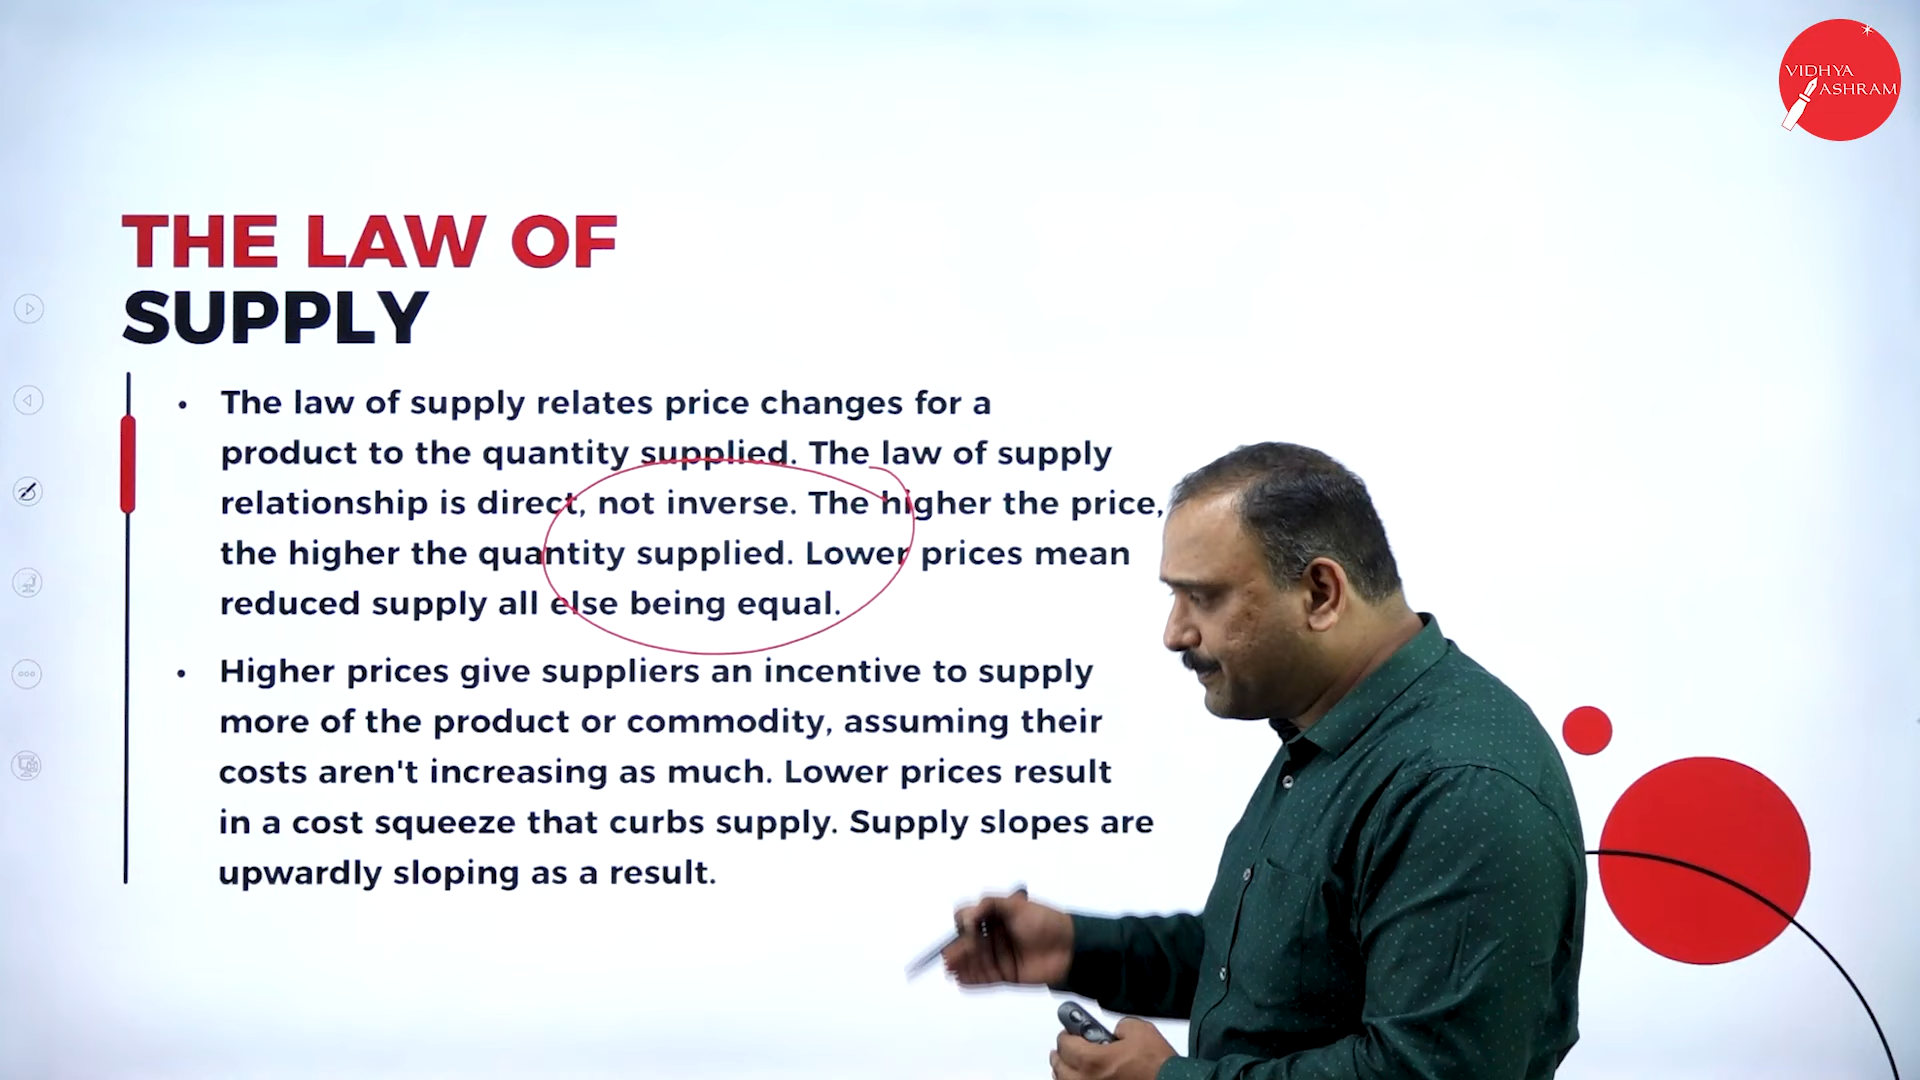 VIDHYA
ASHRAM
THE LAW OF
SUPPLY
• The law of supply relates price changes for a
product to the quantity supplied. The law of supply
relationship is direct, not inverse. The higher the price,
the higher the quantity supplied. Lower prices mean
reduced supply all else being equal.
• Higher prices give suppliers an incentive to supply
more of the product or commodity, assuming their
costs aren't increasing as much. Lower prices result
in a cost squeeze that curbs supply. Supply slopes are
upwardly sloping as a result.